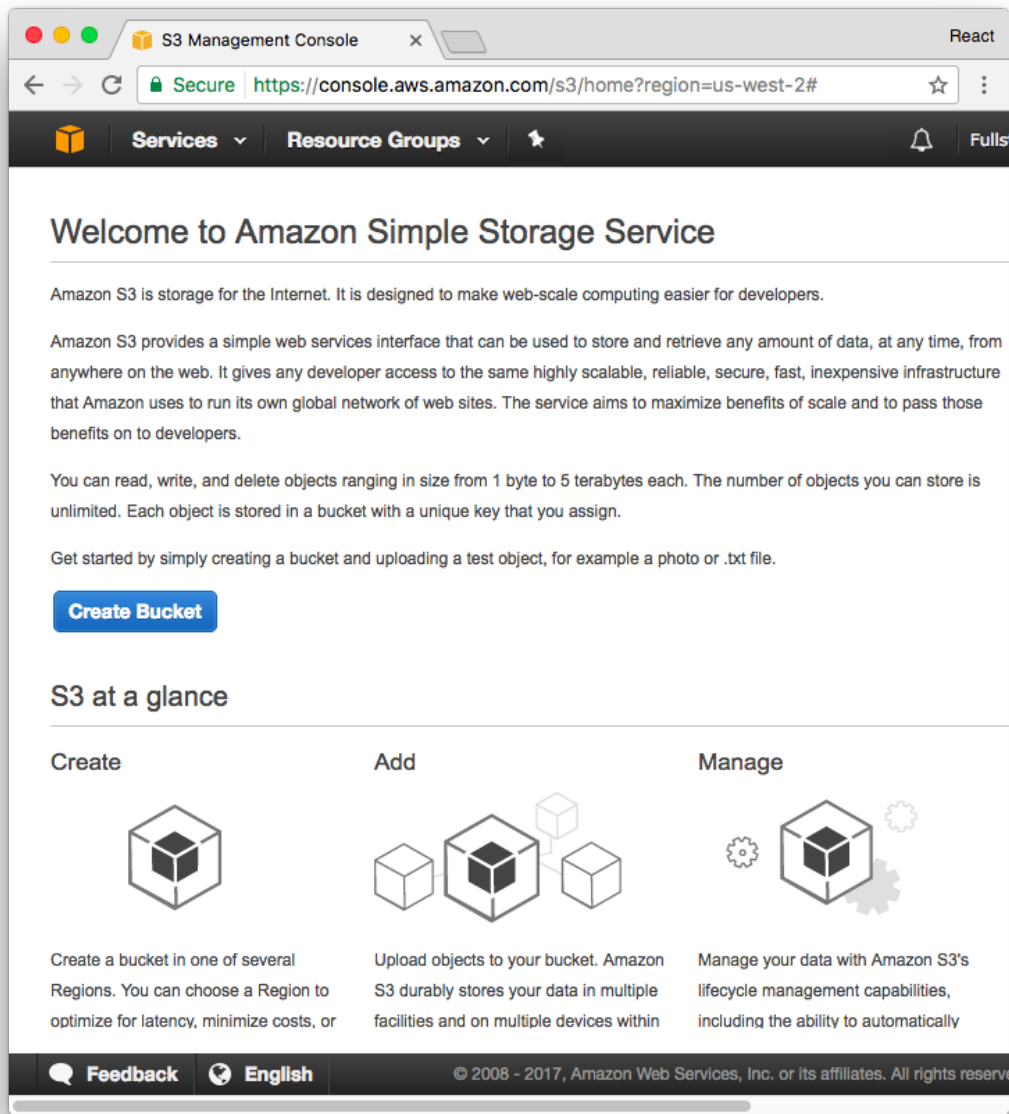 S3 Management Console
React
Secure https://console.aws.amazon.com/s3/home?region=us-west-2#
Services Resource Groups Fulls
Welcome to Amazon Simple Storage Service
Amazon S3 is storage for the Internet. It is designed to make web-scale computing easier for developers.
Amazon S3 provides a simple web services interface that can be used to store and retrieve any amount of data, at any time, from
anywhere on the web. It gives any developer access to the same highly scalable, reliable, secure, fast, inexpensive infrastructure
that Amazon uses to run its own global network of web sites. The service aims to maximize benefits of scale and to pass those
benefits on to developers.
You can read, write, and delete objects ranging in size from 1 byte to 5 terabytes each. The number of objects you can store is
unlimited. Each object is stored in a bucket with a unique key that you assign.
Get started by simply creating a bucket and uploading a test object, for example a photo or .txt file.
Create Bucket
S3 at a glance
Create
Create a bucket in one of several
Regions. You can choose a Region to
optimize for latency, minimize costs, or
Add
Upload objects to your bucket. Amazon
S3 durably stores your data in multiple
facilities and on multiple devices within
Manage
Manage your data with Amazon S3's
lifecycle management capabilities,
including the ability to automatically
Feedback English © 2008 - 2017, Amazon Web Services, Inc. or its affiliates. All rights reserve